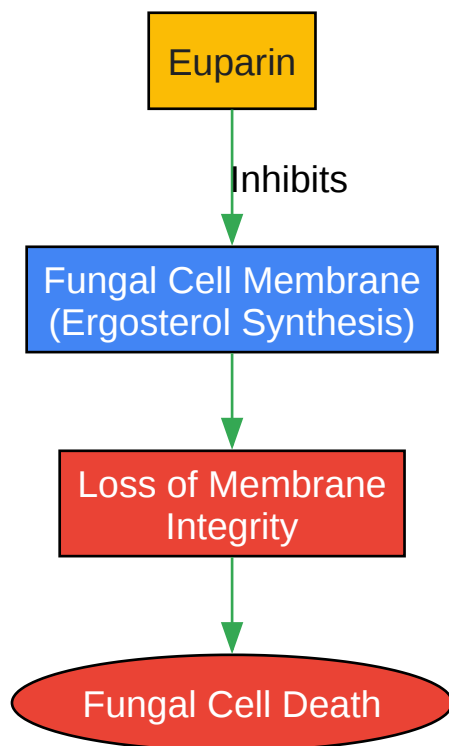 Euparin
Inhibits
Fungal Cell Membrane
(Ergosterol Synthesis)
Loss of Membrane
Integrity
Fungal Cell Death